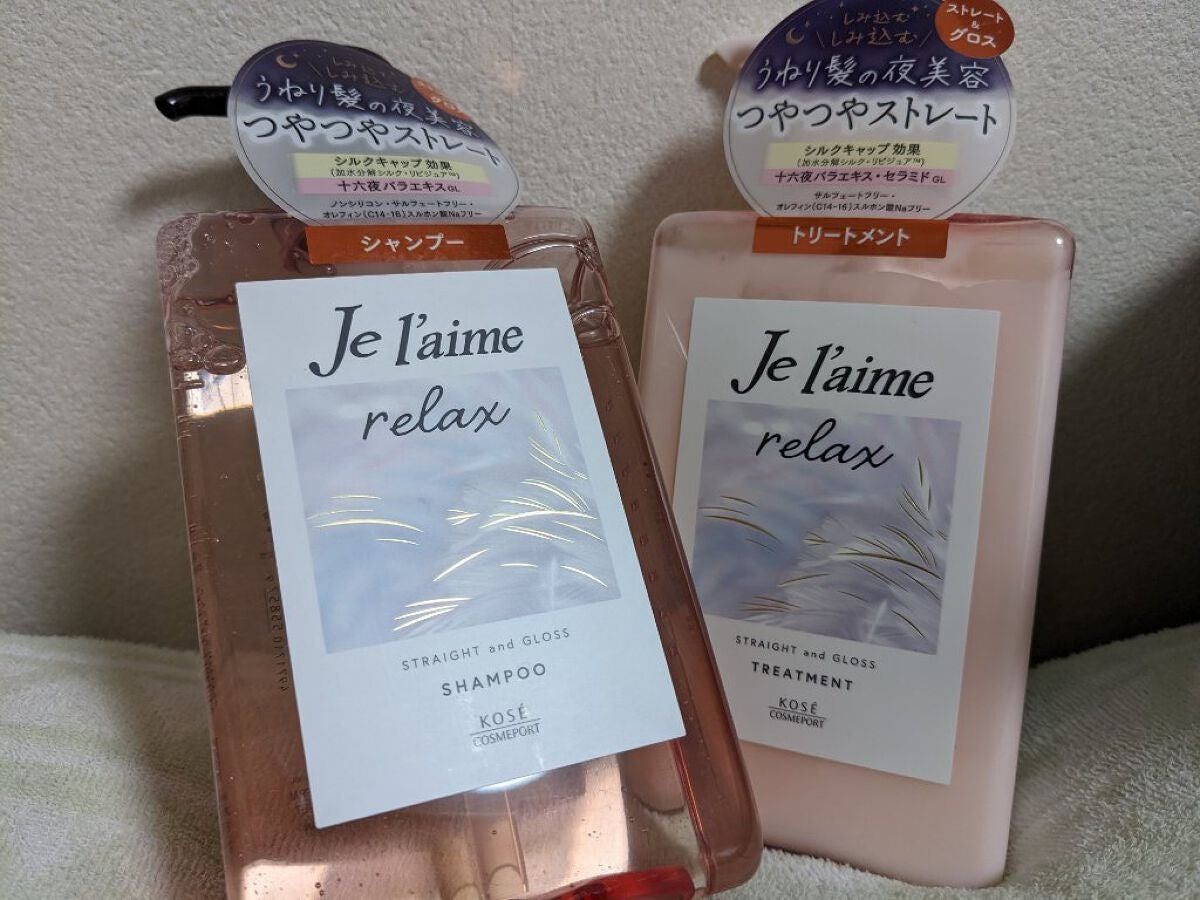 しみ込む
しみ込む
うねり髪の夜美容
つやつやストレート
シルクキャップ効果
(加水分解シルク・リピジュア™)
十六夜バラエキスGL
ノンシリコン・サルフェートフリー・
オレフィン(C14-16)スルホン酸Naフリー
シャンプー
Je l'aime
relax
STRAIGHT and GLOSS
SHAMPOO
KOSÉ
COSMEPORT
ストレート
&
グロス
しみ込む
しみ込む
うねり髪の夜美容
つやつやストレート
シルクキャップ効果
(加水分解シルク・リピジュア™)
十六夜バラエキス・セラミドGL
サルフェートフリー・
オレフィン(C14-16)スルホン酸Naフリー
トリートメント
Je l'aime
relax
STRAIGHT and GLOSS
TREATMENT
KOSÉ
COSMEPORT